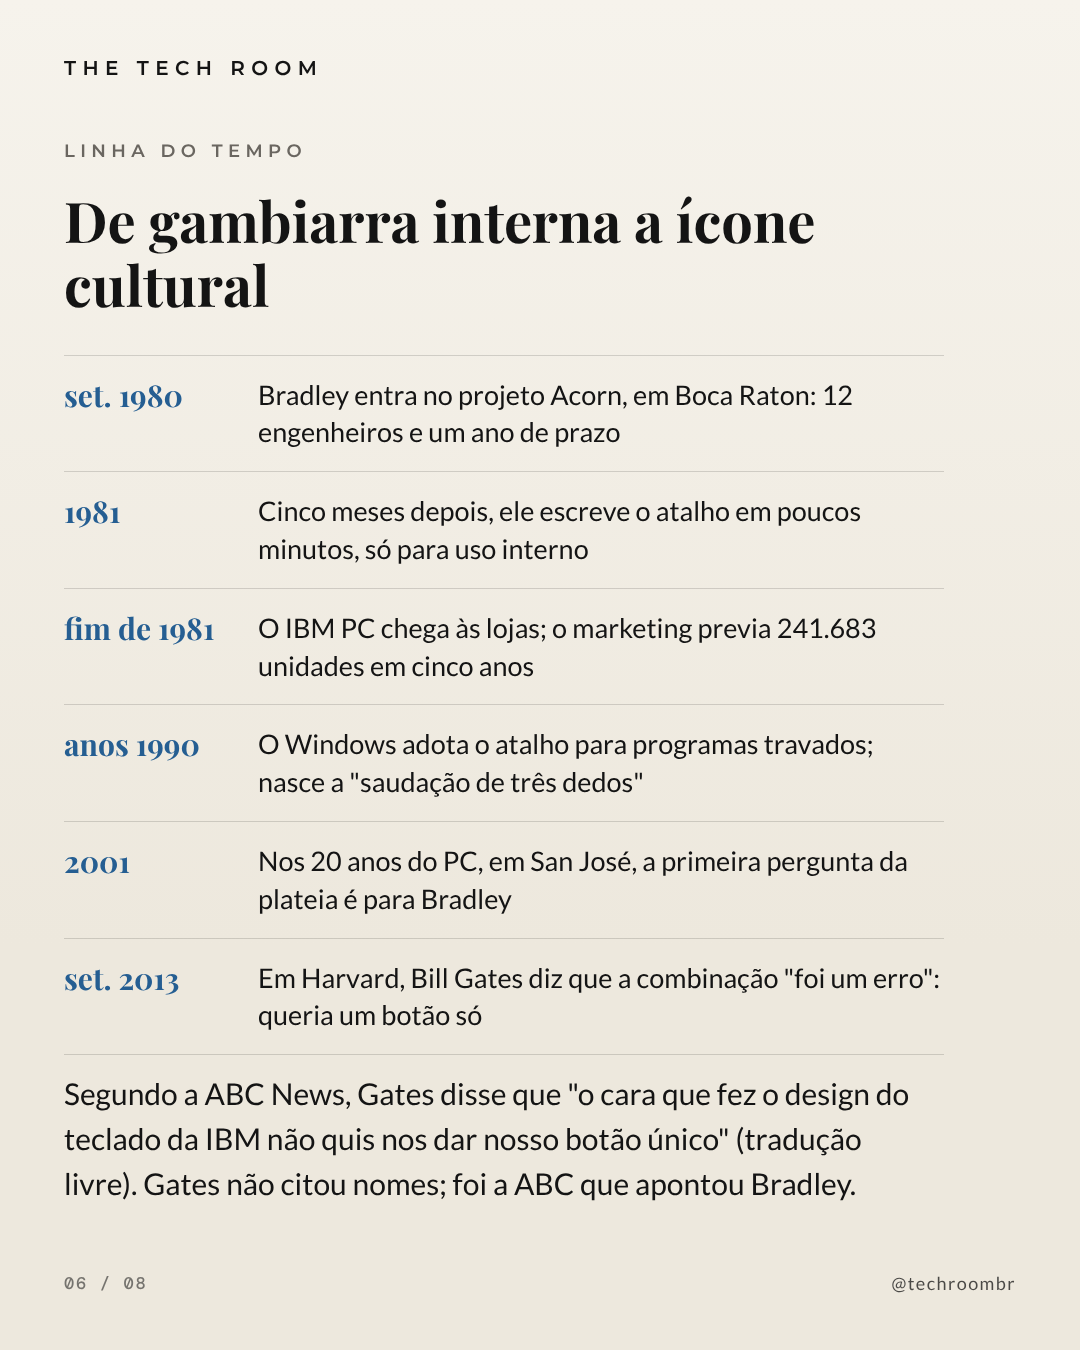 THE TECH ROOM
LINHA DO TEMPO
De gambiarra interna a ícone
cultural
set. 1980
Bradley entra no projeto Acorn, em Boca Raton: 12
engenheiros e um ano de prazo
1981
Cinco meses depois, ele escreve o atalho em poucos
minutos, só para uso interno
fim de 1981
O IBM PC chega às lojas; o marketing previa 241.683
unidades em cinco anos
anos 1990
O Windows adota o atalho para programas travados;
nasce a "saudação de três dedos"
2001
Nos 20 anos do PC, em San José, a primeira pergunta da
plateia é para Bradley
set. 2013
Em Harvard, Bill Gates diz que a combinação "foi um erro":
queria um botão só
Segundo a ABC News, Gates disse que "o cara que fez o design do
teclado da IBM não quis nos dar nosso botão único" (tradução
livre). Gates não citou nomes; foi a ABC que apontou Bradley.
06 / 08
@techroombr